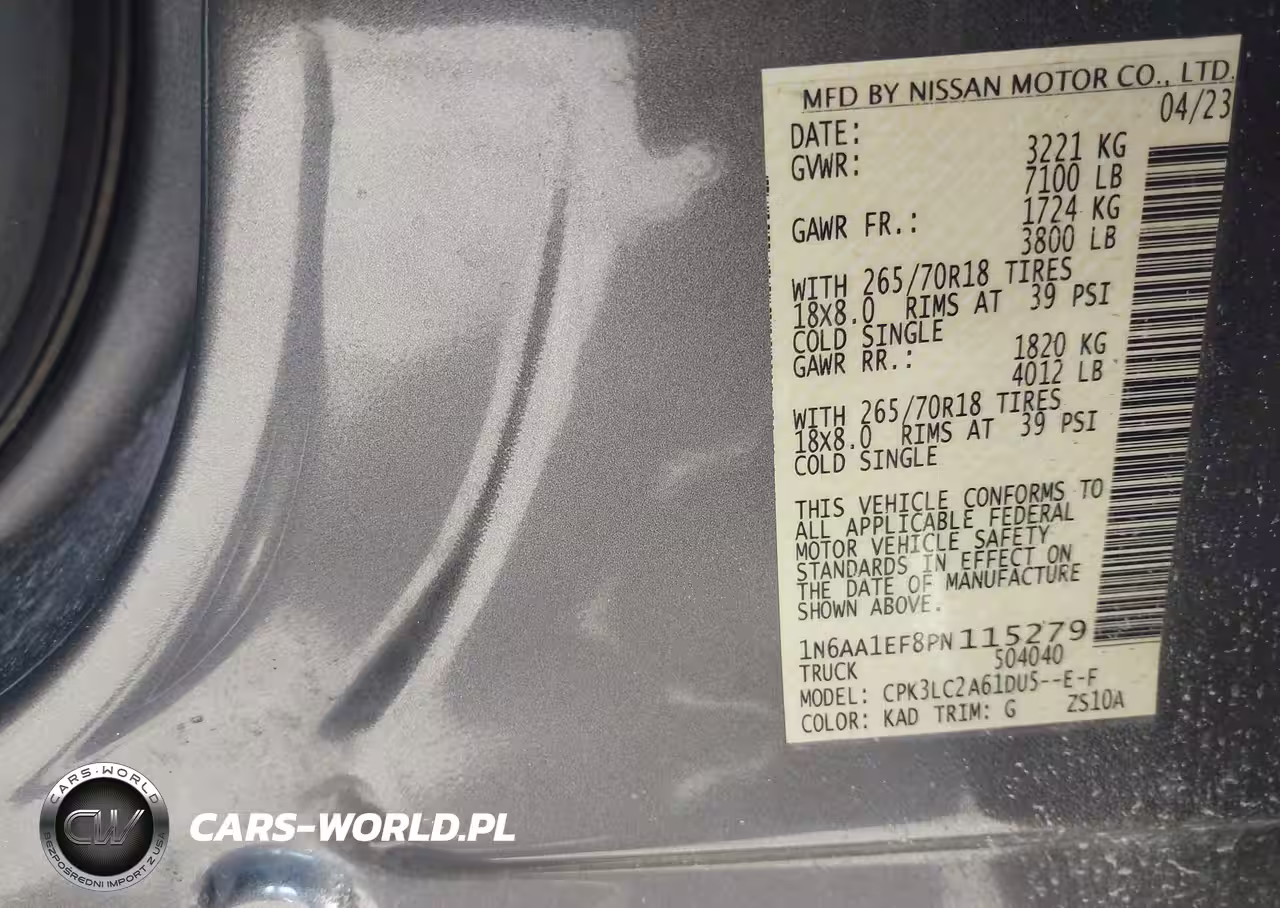 MFD BY NISSAN MOTOR CO., LTD.
04/23
DATE:
GVWR: 3221 KG
7100 LB
GAWR FR.: 1724 KG
3800 LB
WITH 265/70R18 TIRES
18X8.0 RIMS AT 39 PSI
COLD SINGLE
GAWR RR.: 1820 KG
4012 LB
WITH 265/70R18 TIRES
18X8.0 RIMS AT 39 PSI
COLD SINGLE
THIS VEHICLE CONFORMS TO
ALL APPLICABLE FEDERAL
MOTOR VEHICLE SAFETY
STANDARDS IN EFFECT ON
THE DATE OF MANUFACTURE
SHOWN ABOVE.
1N6AA1EF8PN115279
TRUCK 504040
MODEL: CPK3LC2A61DU5--E-F
COLOR: KAD TRIM: G ZS10A
CARS-WORLD
CW
BEZPOŚREDNI IMPORT Z USA
CARS-WORLD.PL